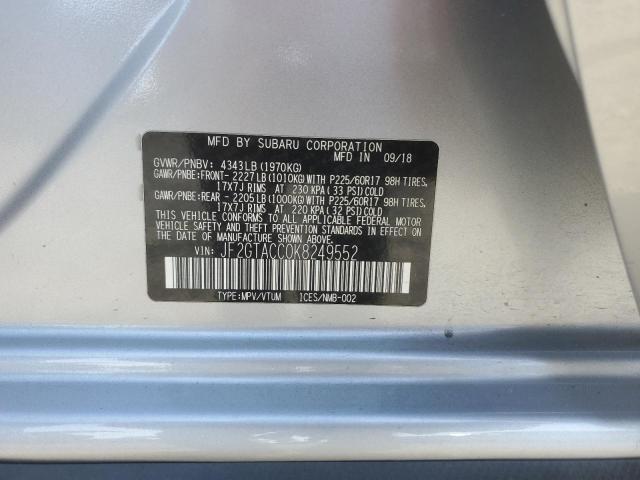 MFD BY SUBARU CORPORATION
MFD IN 09/18
GVWR/PNBV: 4343LB(1970KG)
GAWR/PNBE:FRONT- 2227LB(1010KG)WITH P225/60R17 98H TIRES,
17X7J RIMS AT 230 KPA(33 PSI)COLD
GAWR/PNBE:REAR - 2205LB(1000KG)WITH P225/60R17 98H TIRES,
17X7J RIMS AT 220 KPA(32 PSI)COLD
THIS VEHICLE CONFORMS TO ALL APPLICABLE FEDERAL MOTOR
VEHICLE SAFETY AND THEFT PREVENTION STANDARDS IN EFFECT
ON THE DATE OF MANUFACTURE SHOWN ABOVE.
VIN: JF2GTACC0K8249552
TYPE:MPV/VTUM ICES/NMB-002